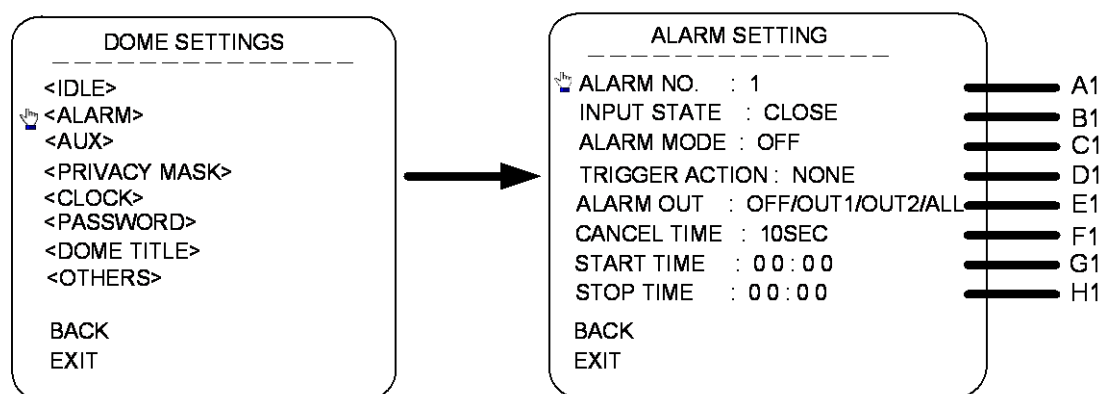 DOME SETTINGS
<IDLE>
<ALARM>
<AUX>
<PRIVACY MASK>
<CLOCK>
<PASSWORD>
<DOME TITLE>
<OTHERS>
BACK
EXIT
ALARM SETTING
ALARM NO. : 1 A1
INPUT STATE : CLOSE B1
ALARM MODE : OFF C1
TRIGGER ACTION : NONE D1
ALARM OUT : OFF/OUT1/OUT2/ALL E1
CANCEL TIME : 10SEC F1
START TIME : 00:00 G1
STOP TIME : 00:00 H1
BACK
EXIT